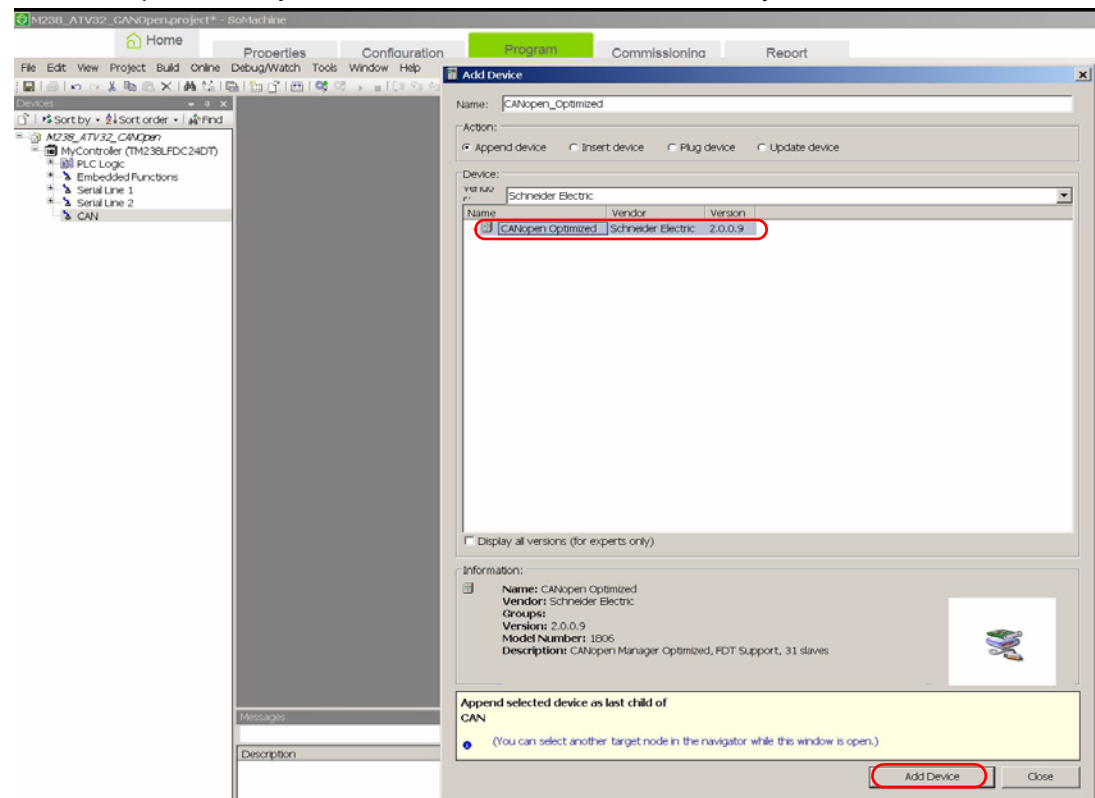 M238_ATV32_CANOpen.project* - SoMachine
Home
Properties Configuration Program Commissioning Report
File Edit View Project Build Online Debug/Watch Tools Window Help
Add Device
Devices
Sort by Sort order Find
M238_ATV32_CANOpen
MyController (TM238LFDC24DT)
PLC Logic
Embedded Functions
Serial Line 1
Serial Line 2
CAN
Name: CANopen_Optimized
Action:
Append device Insert device Plug device Update device
Device:
Schneider Electric
Name Vendor Version
CANopen Optimized Schneider Electric 2.0.0.9
Display all versions (for experts only)
Information:
Name: CANopen Optimized
Vendor: Schneider Electric
Groups:
Version: 2.0.0.9
Model Number: 1806
Description: CANopen Manager Optimized, FDT Support, 31 slaves
Append selected device as last child of
CAN
(You can select another target node in the navigator while this window is open.)
Messages
Description
Add Device Close